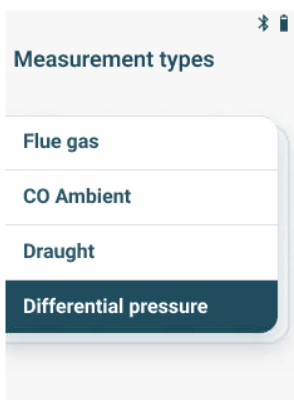 Measurement types
Flue gas
CO Ambient
Draught
Differential pressure